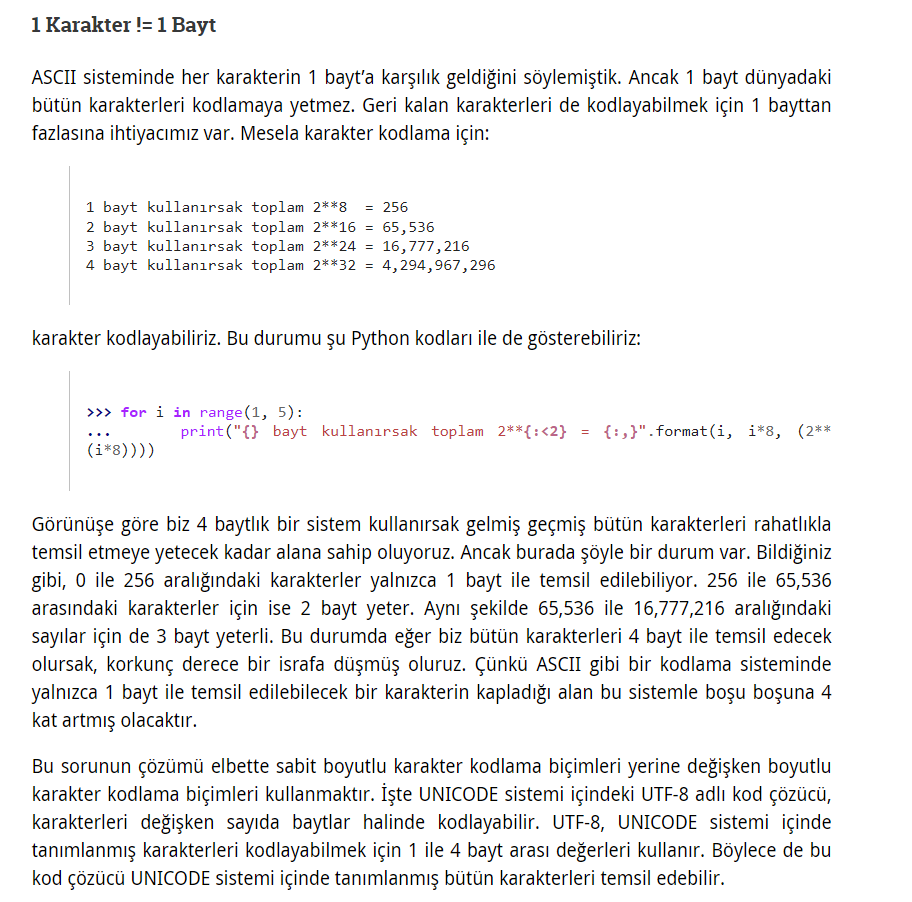 1 Karakter != 1 Bayt
ASCII sisteminde her karakterin 1 bayt’a karşılık geldiğini söylemiştik. Ancak 1 bayt dünyadaki
bütün karakterleri kodlamaya yetmez. Geri kalan karakterleri de kodlayabilmek için 1 bayttan
fazlasına ihtiyacımız var. Mesela karakter kodlama için:
1 bayt kullanırsak toplam 2**8  = 256
2 bayt kullanırsak toplam 2**16 = 65,536
3 bayt kullanırsak toplam 2**24 = 16,777,216
4 bayt kullanırsak toplam 2**32 = 4,294,967,296
karakter kodlayabiliriz. Bu durumu şu Python kodları ile de gösterebiliriz:
>>> for i in range(1, 5):
...        print("{} bayt kullanırsak toplam 2**{:<2} = {:,}".format(i, i*8, (2**
(i*8))))
Görünüşe göre biz 4 baytlık bir sistem kullanırsak gelmiş geçmiş bütün karakterleri rahatlıkla
temsil etmeye yetecek kadar alana sahip oluyoruz. Ancak burada şöyle bir durum var. Bildiğiniz
gibi, 0 ile 256 aralığındaki karakterler yalnızca 1 bayt ile temsil edilebiliyor. 256 ile 65,536
arasındaki karakterler için ise 2 bayt yeter. Aynı şekilde 65,536 ile 16,777,216 aralığındaki
sayılar için de 3 bayt yeterli. Bu durumda eğer biz bütün karakterleri 4 bayt ile temsil edecek
olursak, korkunç derece bir israfa düşmüş oluruz. Çünkü ASCII gibi bir kodlama sisteminde
yalnızca 1 bayt ile temsil edilebilecek bir karakterin kapladığı alan bu sistemle boşu boşuna 4
kat artmış olacaktır.
Bu sorunun çözümü elbette sabit boyutlu karakter kodlama biçimleri yerine değişken boyutlu
karakter kodlama biçimleri kullanmaktır. İşte UNICODE sistemi içindeki UTF-8 adlı kod çözücü,
karakterleri değişken sayıda baytlar halinde kodlayabilir. UTF-8, UNICODE sistemi içinde
tanımlanmış karakterleri kodlayabilmek için 1 ile 4 bayt arası değerleri kullanır. Böylece de bu
kod çözücü UNICODE sistemi içinde tanımlanmış bütün karakterleri temsil edebilir.